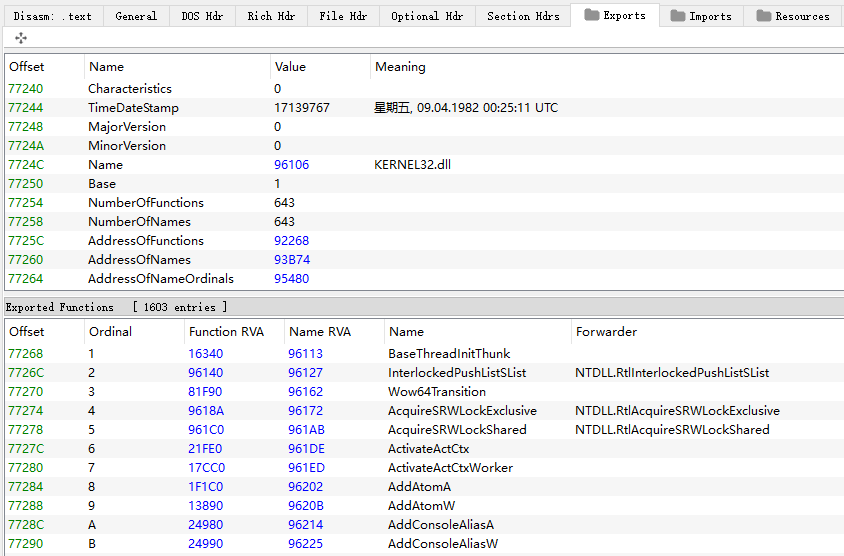 Disasm: .text General DOS Hdr Rich Hdr File Hdr Optional Hdr Section Hdrs Exports Imports Resources
Offset Name Value Meaning
77240 Characteristics 0
77244 TimeDateStamp 17139767 星期五, 09.04.1982 00:25:11 UTC
77248 MajorVersion 0
7724A MinorVersion 0
7724C Name 96106 KERNEL32.dll
77250 Base 1
77254 NumberOfFunctions 643
77258 NumberOfNames 643
7725C AddressOfFunctions 92268
77260 AddressOfNames 93B74
77264 AddressOfNameOrdinals 95480
Exported Functions [ 1603 entries ]
Offset Ordinal Function RVA Name RVA Name Forwarder
77268 1 16340 96113 BaseThreadInitThunk
7726C 2 96140 96127 InterlockedPushListSList NTDLL.RtlInterlockedPushListSList
77270 3 81F90 96162 Wow64Transition
77274 4 9618A 96172 AcquireSRWLockExclusive NTDLL.RtlAcquireSRWLockExclusive
77278 5 961C0 961AB AcquireSRWLockShared NTDLL.RtlAcquireSRWLockShared
7727C 6 21FE0 961DE ActivateActCtx
77280 7 17CC0 961ED ActivateActCtxWorker
77284 8 1F1C0 96202 AddAtomA
77288 9 13890 9620B AddAtomW
7728C A 24980 96214 AddConsoleAliasA
77290 B 24990 96225 AddConsoleAliasW